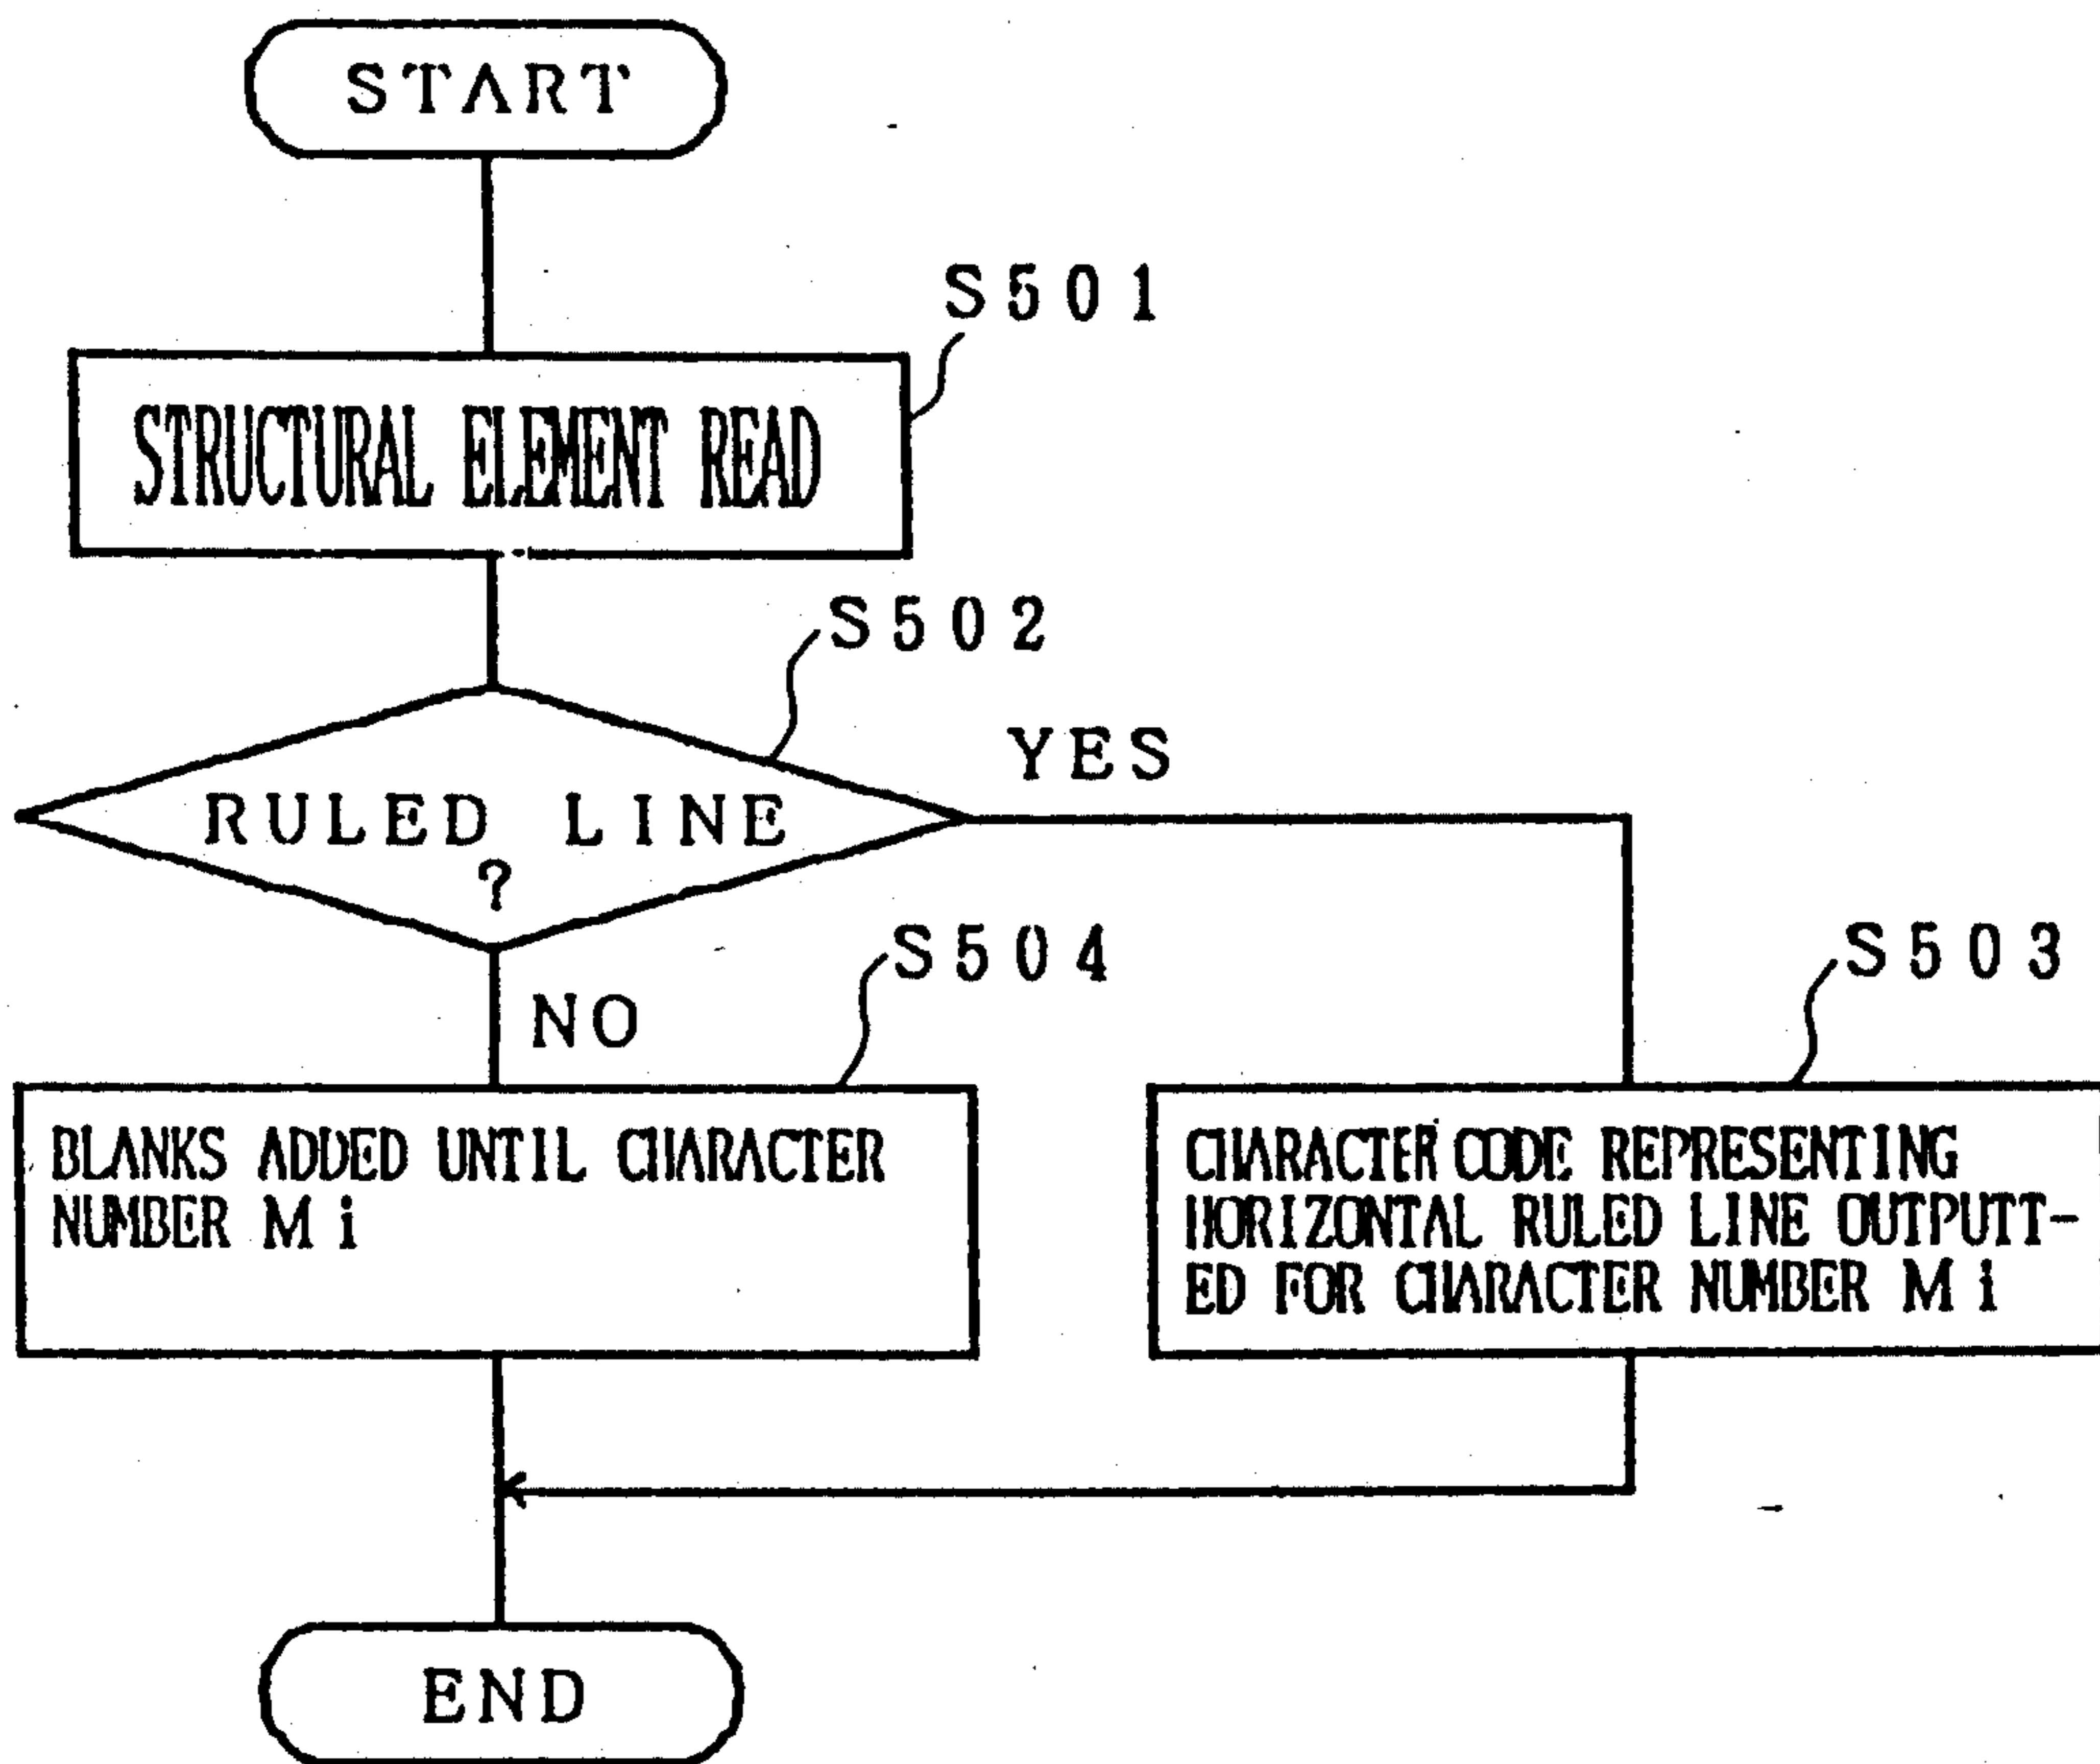 START
S501
STRUCTURAL ELEMENT READ
S502
YES
RULED LINE
?
S504
S503
NO
BLANKS ADDED UNTIL CHARACTER
NUMBER Mi
CHARACTER CODE REPRESENTING
HORIZONTAL RULED LINE OUTPUTT-
ED FOR CHARACTER NUMBER Mi
END